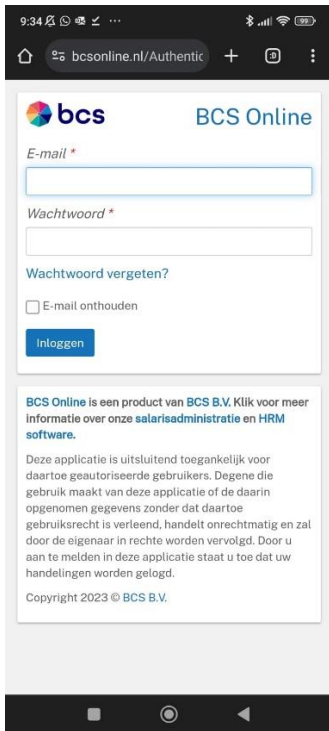 9:34
bcsonline.nl/Authentic
bcs
BCS Online
E-mail *
Wachtwoord *
Wachtwoord vergeten?
E-mail onthouden
Inloggen
BCS Online is een product van BCS B.V. Klik voor meer
informatie over onze salarisadministratie en HRM
software.
Deze applicatie is uitsluitend toegankelijk voor
daartoe geautoriseerde gebruikers. Degene die
gebruik maakt van deze applicatie of de daarin
opgenomen gegevens zonder dat daartoe
gebruiksrecht is verleend, handelt onrechtmatig en zal
door de eigenaar in rechte worden vervolgd. Door u
aan te melden in deze applicatie staat u toe dat uw
handelingen worden gelogd.
Copyright 2023 © BCS B.V.